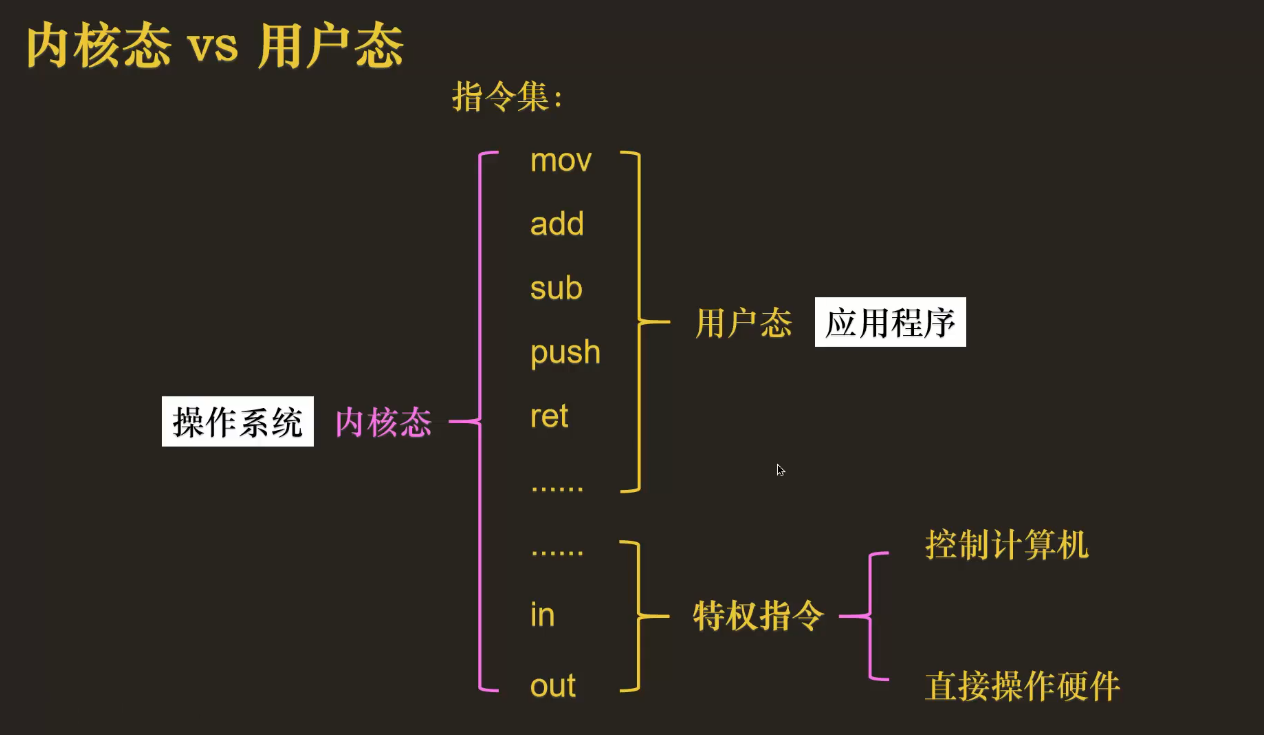 内核态 vs 用户态
指令集：
mov
add
sub
push
ret
......
用户态 应用程序
操作系统 内核态
......
in
out
特权指令
控制计算机
直接操作硬件